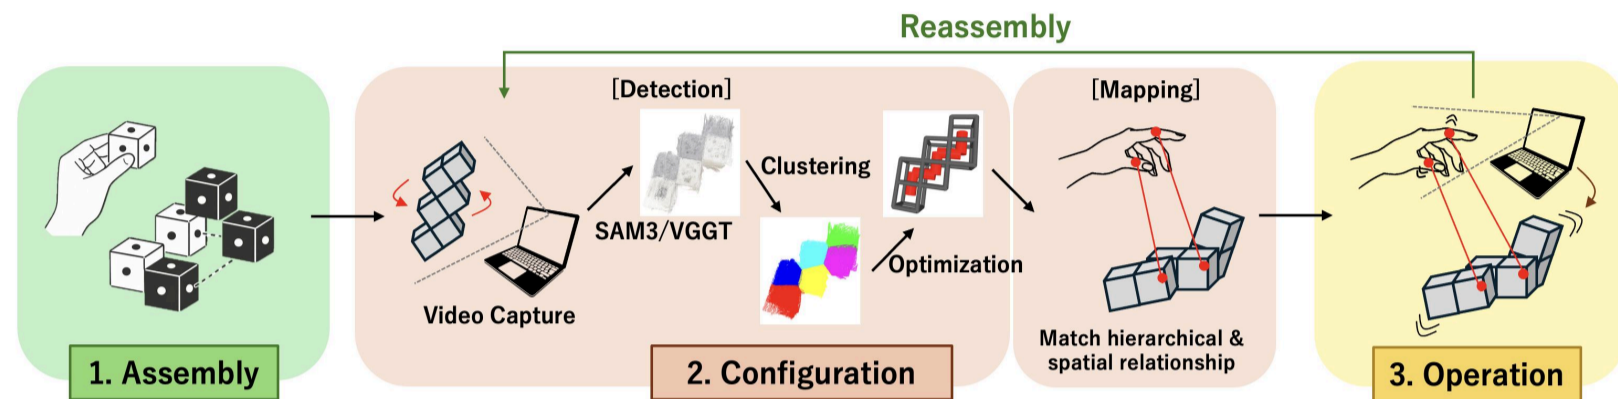 Reassembly
[Detection]
[Mapping]
Clustering
SAM3/VGGT
Optimization
Video Capture
Match hierarchical &
spatial relationship
1. Assembly
2. Configuration
3. Operation